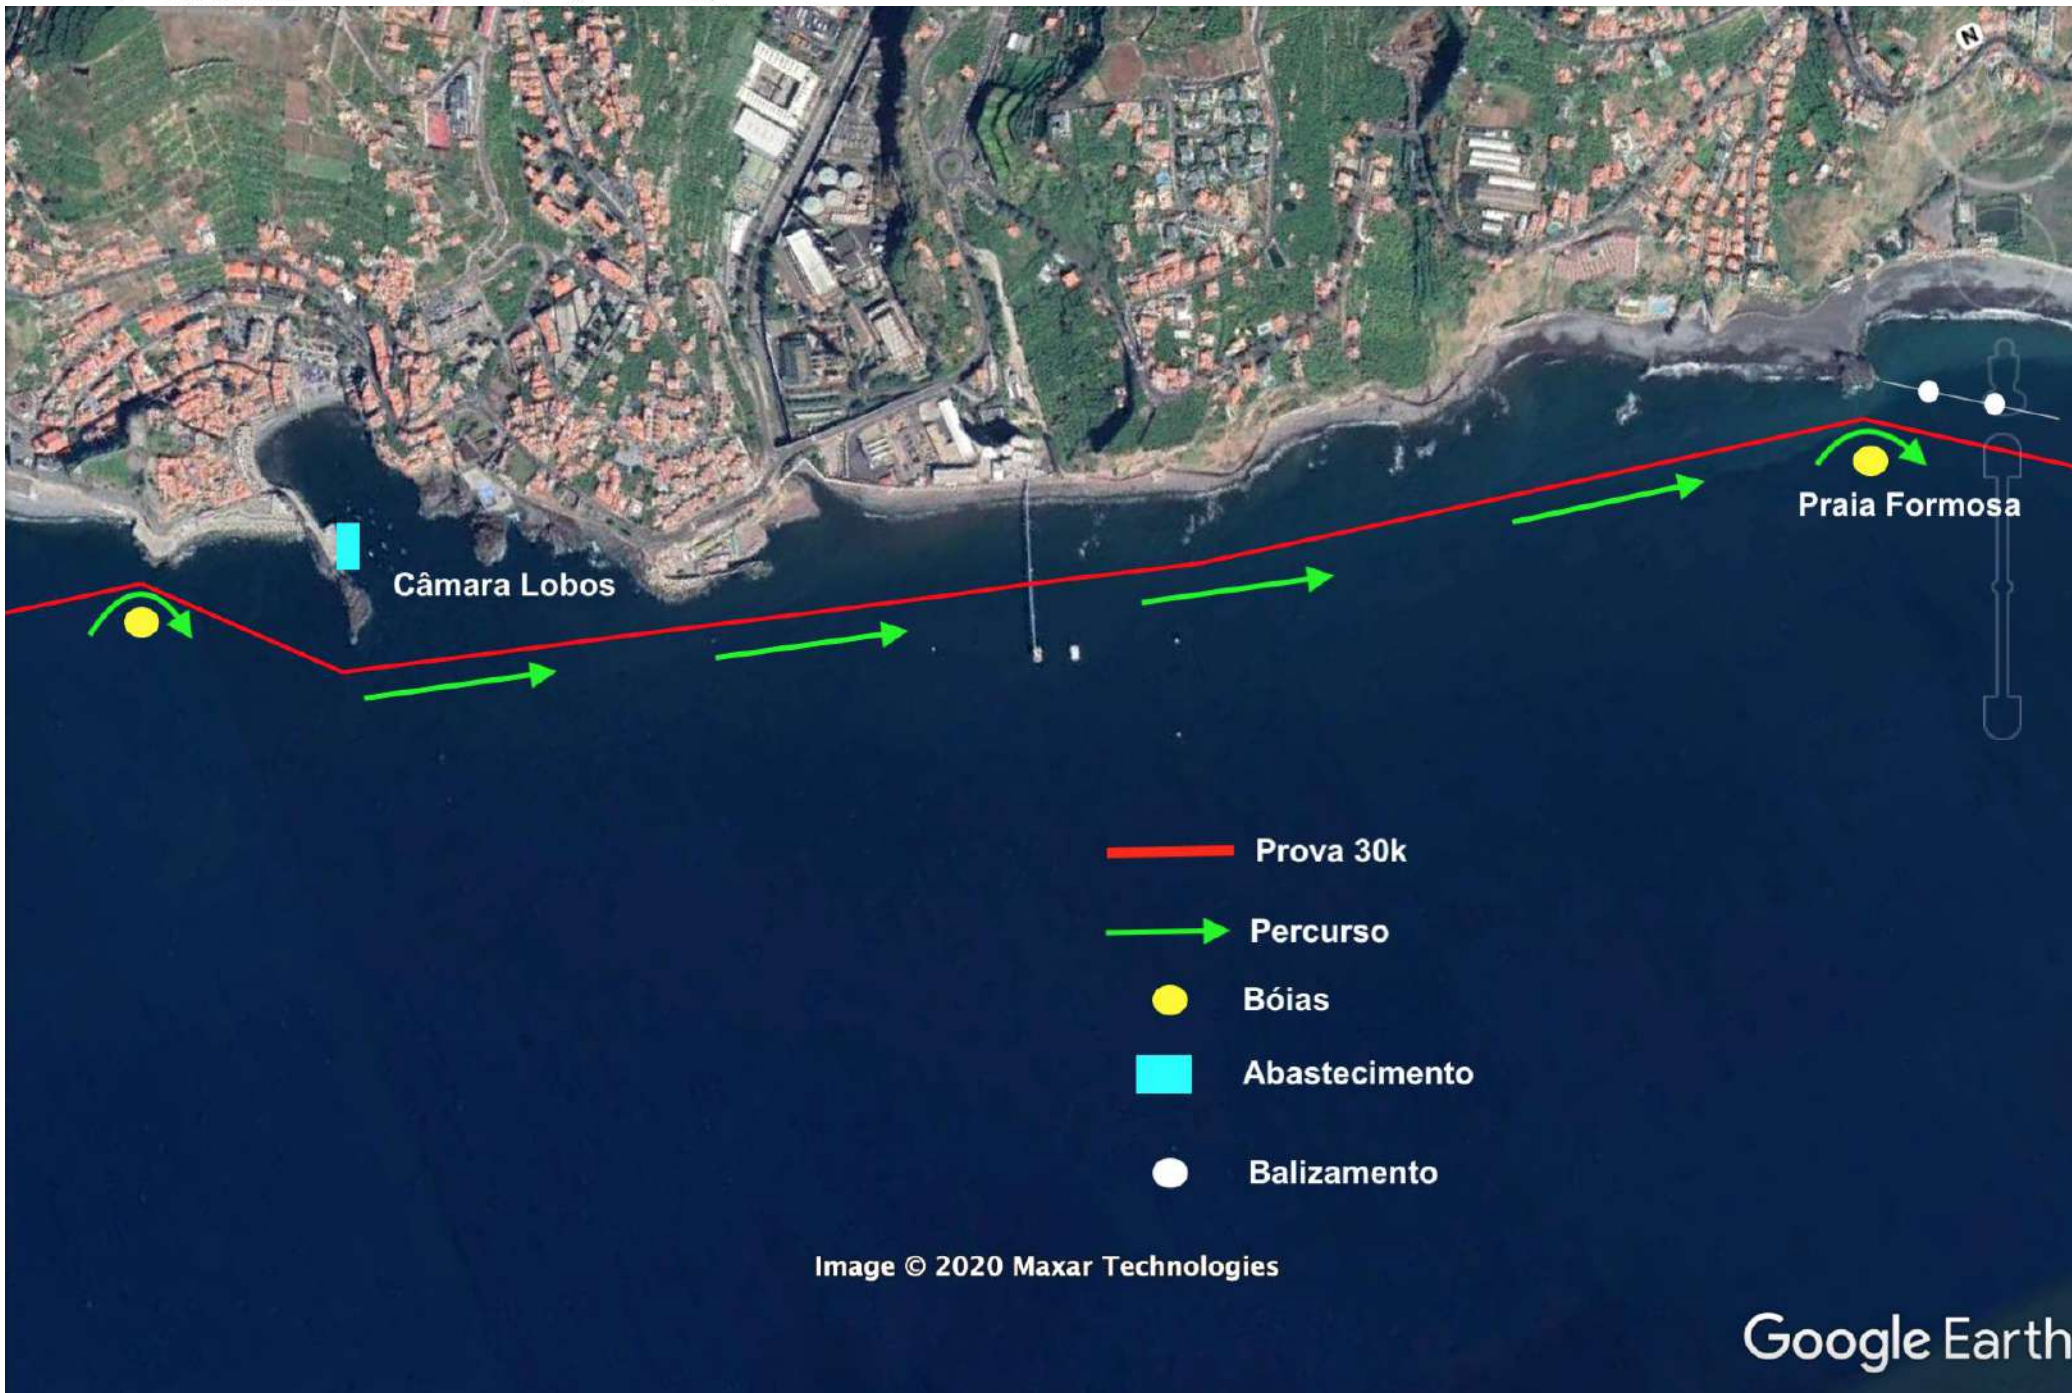 N
Praia Formosa
Câmara Lobos
Prova 30k
Percurso
Bóias
Abastecimento
Balizamento
Image © 2020 Maxar Technologies
Google Earth